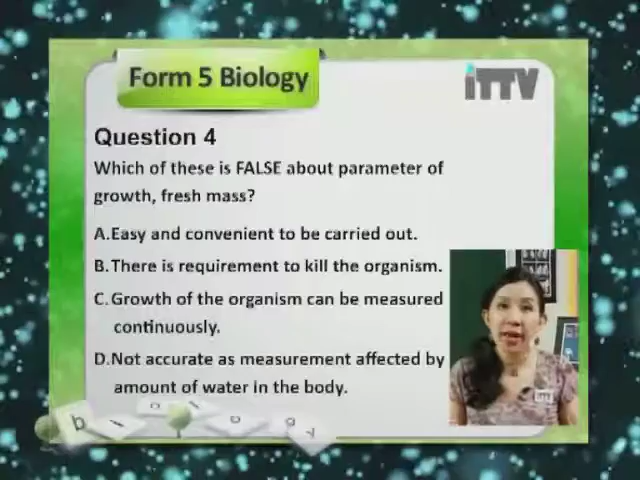 Form 5 Biology
iTTV
Question 4
Which of these is FALSE about parameter of
growth, fresh mass?
A.Easy and convenient to be carried out.
B.There is requirement to kill the organism.
C.Growth of the organism can be measured
continuously.
D.Not accurate as measurement affected by
amount of water in the body.
iTTV
b i o l o g y